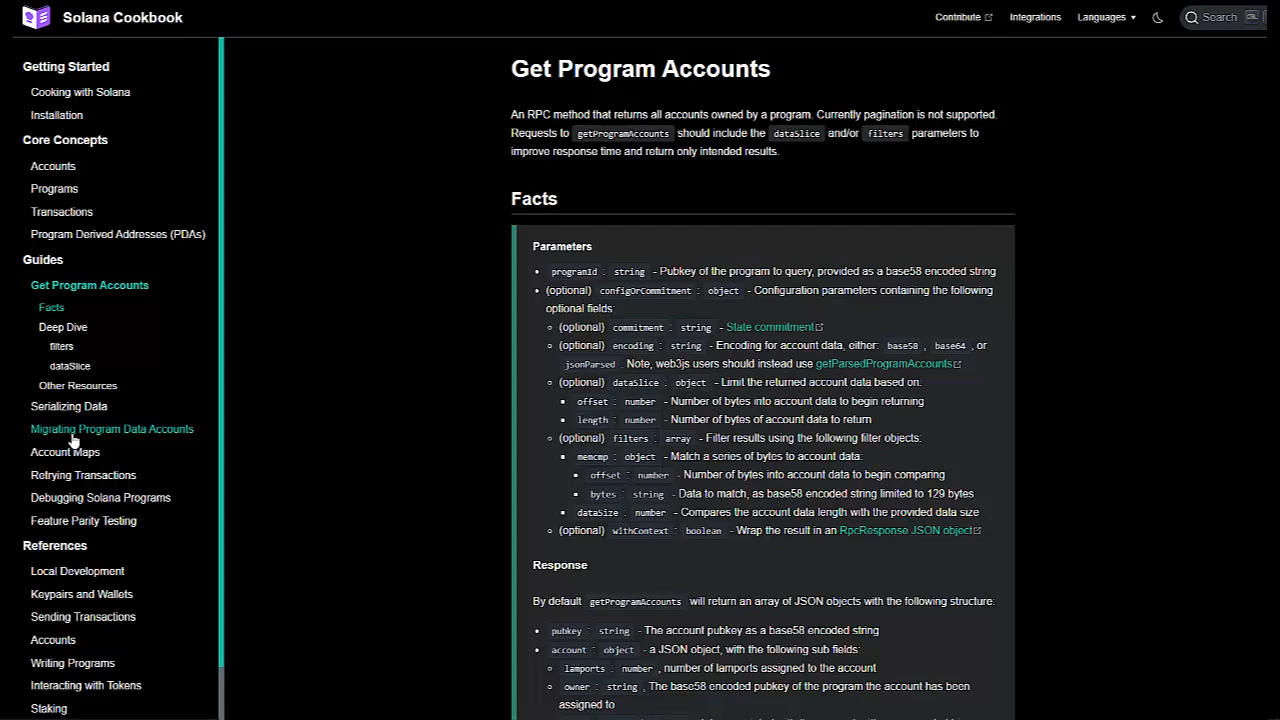 Solana Cookbook
Contribute
Integrations
Languages
Search
Getting Started
Cooking with Solana
Installation
Core Concepts
Accounts
Programs
Transactions
Program Derived Addresses (PDAs)
Guides
Get Program Accounts
Facts
Deep Dive
filters
dataSlice
Other Resources
Serializing Data
Migrating Program Data Accounts
Account Maps
Retrying Transactions
Debugging Solana Programs
Feature Parity Testing
References
Local Development
Keypairs and Wallets
Sending Transactions
Accounts
Writing Programs
Interacting with Tokens
Staking
Get Program Accounts
An RPC method that returns all accounts owned by a program. Currently pagination is not supported.
Requests to getProgramAccounts should include the dataSlice and/or filters parameters to
improve response time and return only intended results.
Facts
Parameters
programId : string - Pubkey of the program to query, provided as a base58 encoded string
(optional) configOrCommitment : object - Configuration parameters containing the following
optional fields:
(optional) commitment : string - State commitment
(optional) encoding : string - Encoding for account data, either: base58 , base64 , or
jsonParsed . Note, web3js users should instead use getParsedProgramAccounts
(optional) dataSlice : object - Limit the returned account data based on:
offset : number - Number of bytes into account data to begin returning
length : number - Number of bytes of account data to return
(optional) filters : array - Filter results using the following filter objects:
memcmp : object - Match a series of bytes to account data:
offset : number - Number of bytes into account data to begin comparing
bytes : string - Data to match, as base58 encoded string limited to 129 bytes
dataSize : number - Compares the account data length with the provided data size
(optional) withContext : boolean - Wrap the result in an RpcResponse JSON object
Response
By default getProgramAccounts will return an array of JSON objects with the following structure:
pubkey : string - The account pubkey as a base58 encoded string
account : object - a JSON object, with the following sub fields:
lamports : number , number of lamports assigned to the account
owner : string , The base58 encoded pubkey of the program the account has been
assigned to